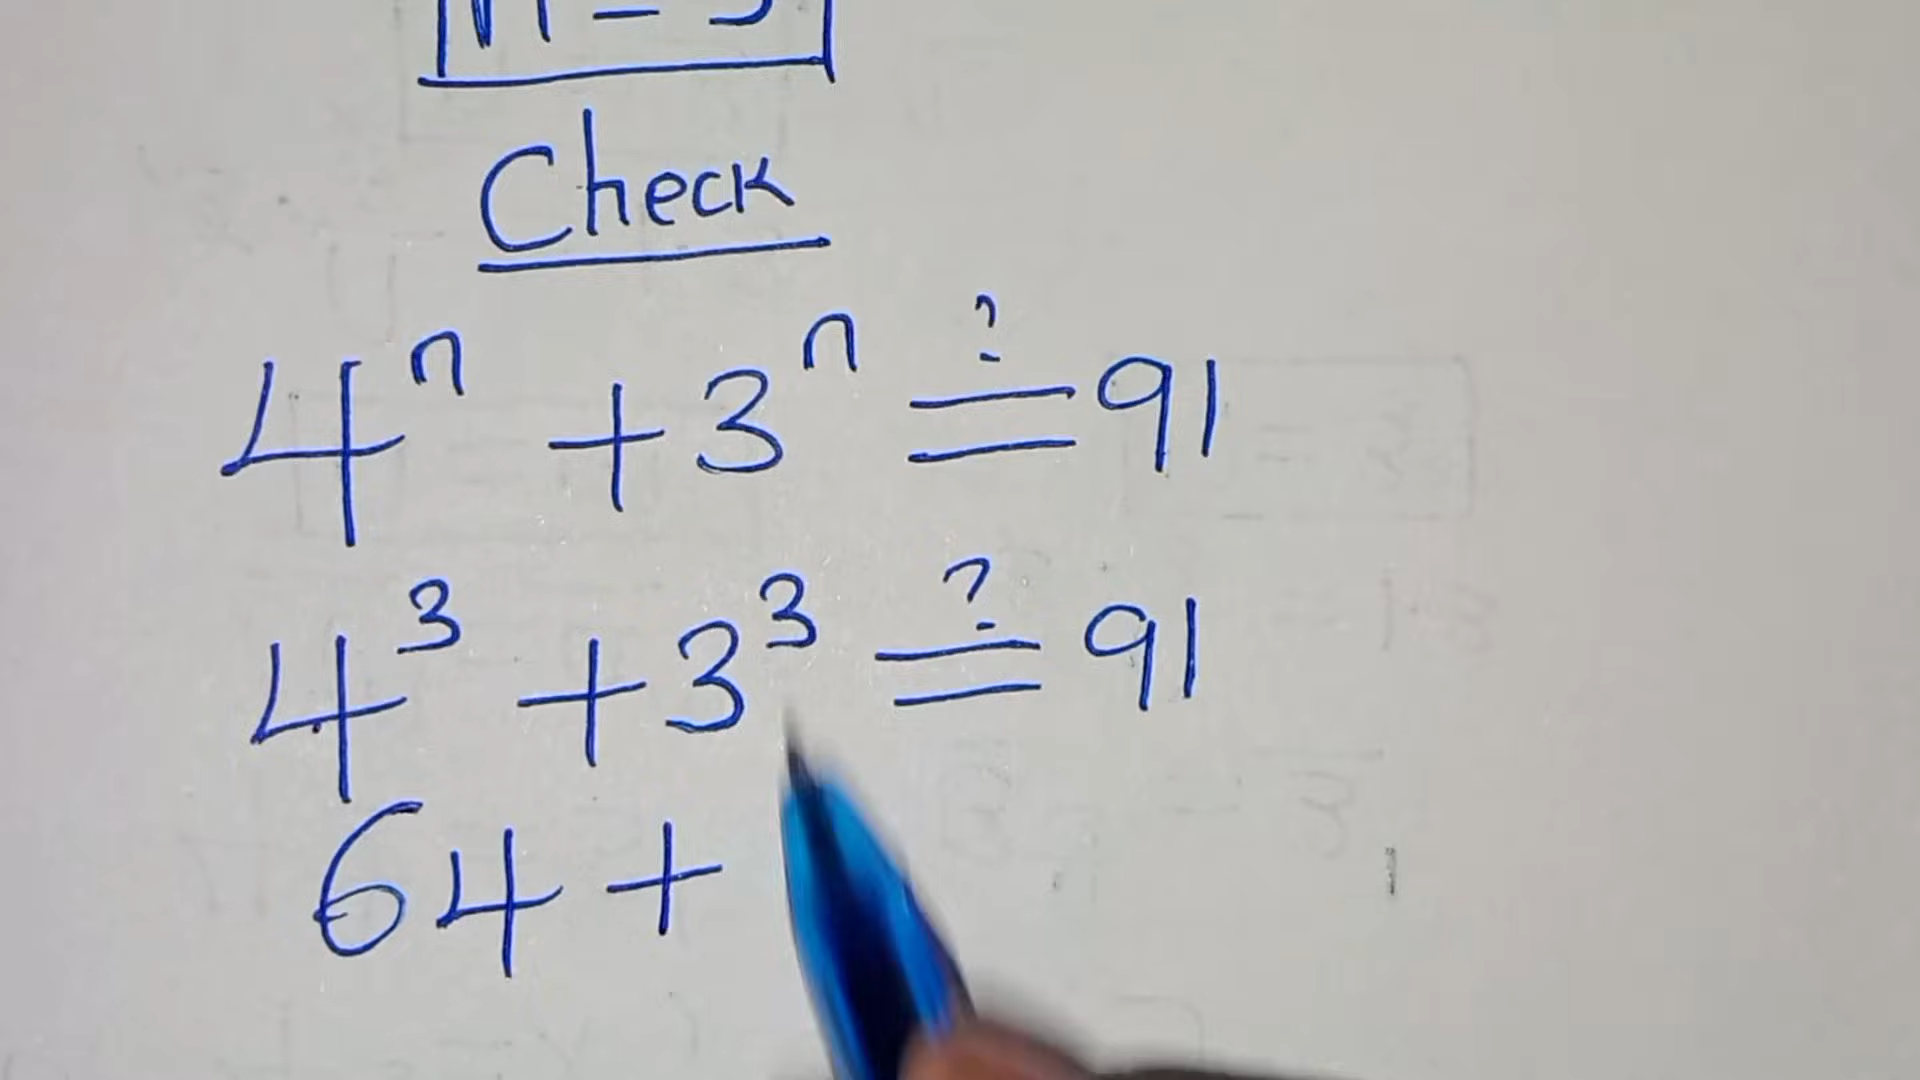 Check
4ⁿ + 3ⁿ ≟ 91
4³ + 3³ ≟ 91
64 +